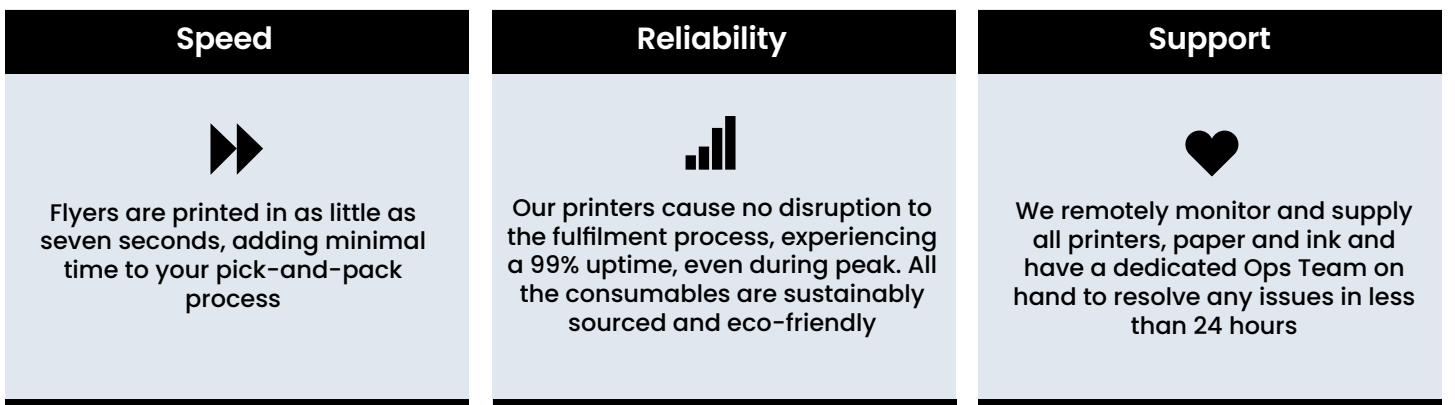 Speed
Flyers are printed in as little as
seven seconds, adding minimal
time to your pick-and-pack
process
Reliability
Our printers cause no disruption to
the fulfilment process, experiencing
a 99% uptime, even during peak. All
the consumables are sustainably
sourced and eco-friendly
Support
We remotely monitor and supply
all printers, paper and ink and
have a dedicated Ops Team on
hand to resolve any issues in less
than 24 hours